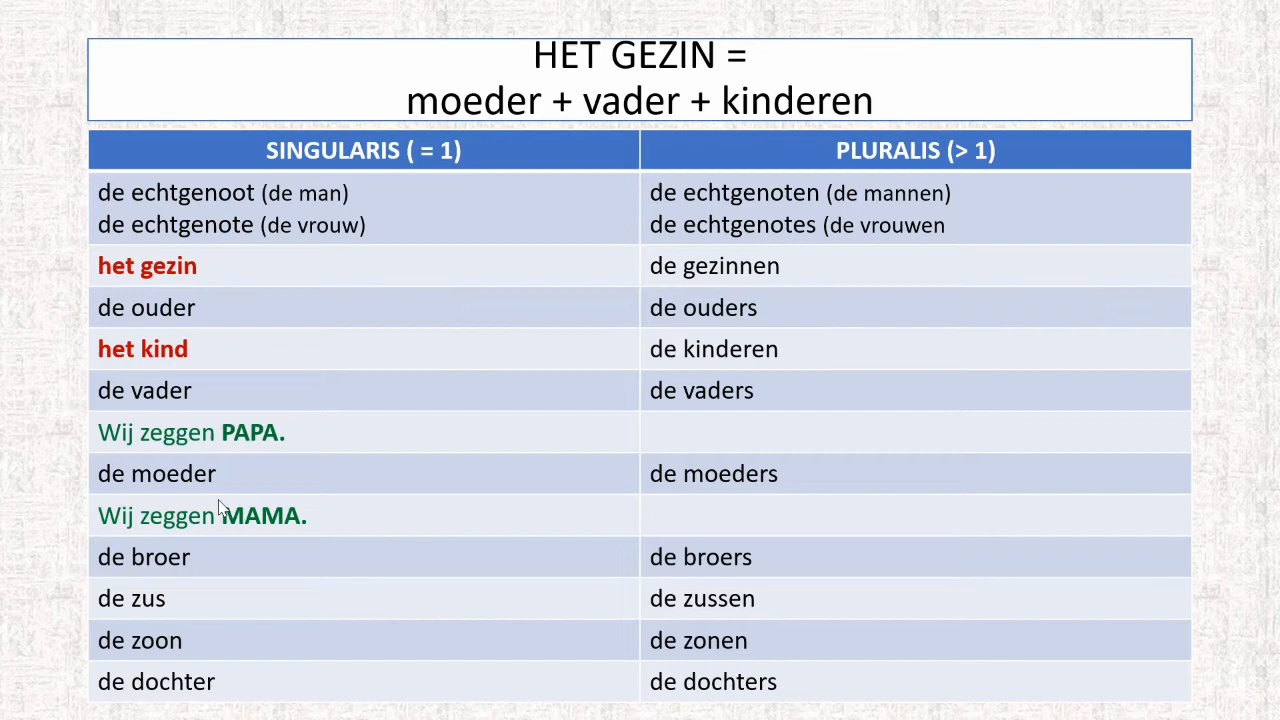 HET GEZIN =
moeder + vader + kinderen
SINGULARIS ( = 1)
PLURALIS (> 1)
de echtgenoot (de man)
de echtgenote (de vrouw)
de echtgenoten (de mannen)
de echtgenotes (de vrouwen
het gezin
de gezinnen
de ouder
de ouders
het kind
de kinderen
de vader
de vaders
Wij zeggen PAPA.
de moeder
de moeders
Wij zeggen MAMA.
de broer
de broers
de zus
de zussen
de zoon
de zonen
de dochter
de dochters